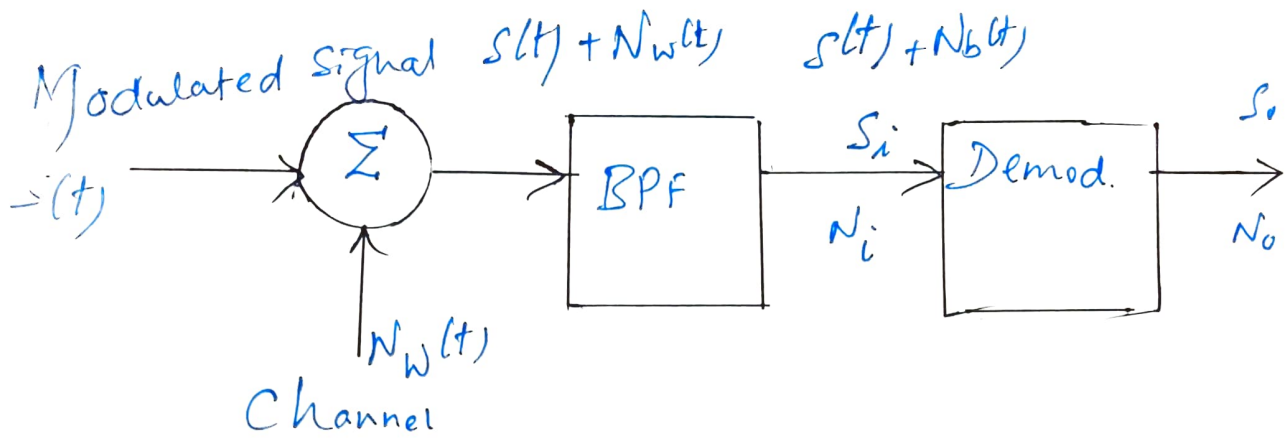 Modulated signal
S(t) + Nw(t)
S(t) + Nb(t)
Σ
BPF
Si
Ni
Demod.
No
Nw(t)
Channel